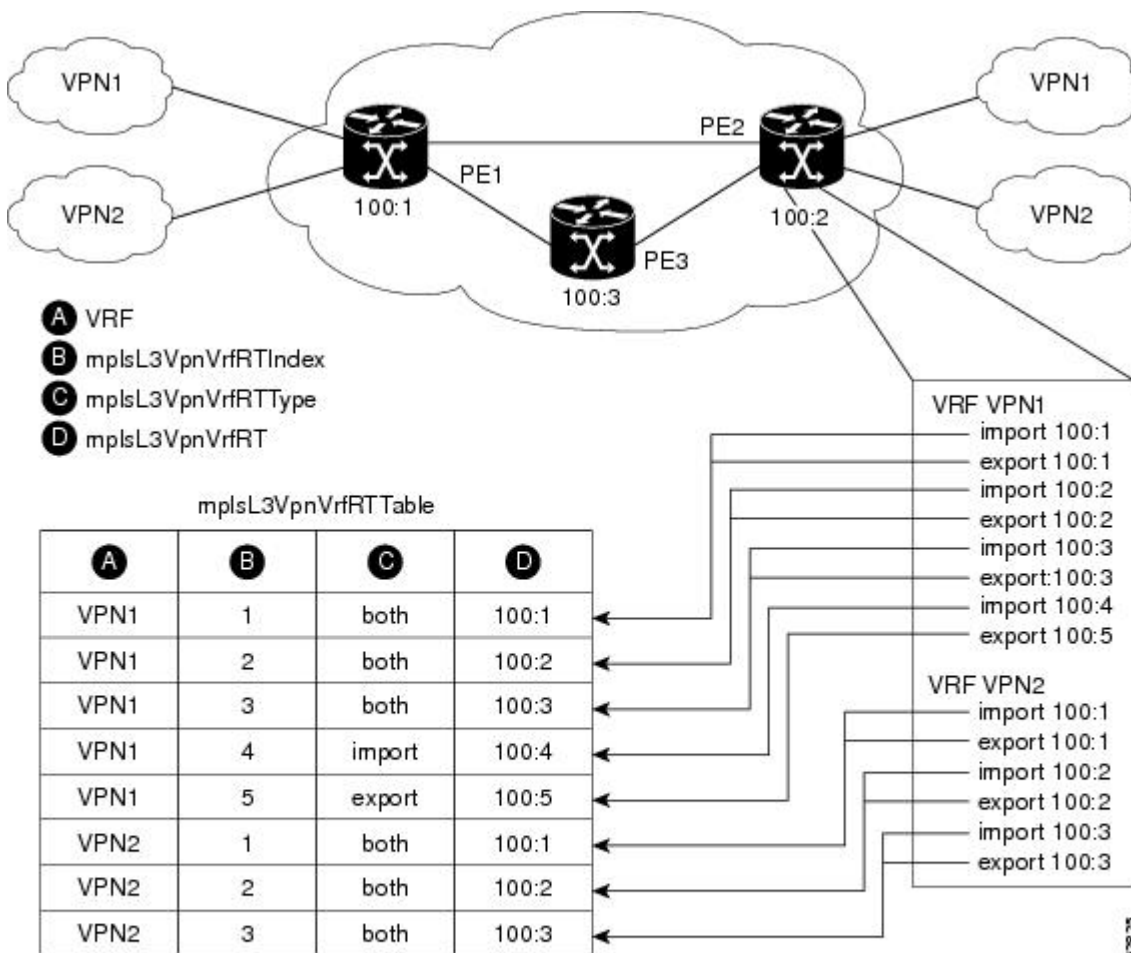 VPN1
VPN2
PE1
100:1
PE2
100:2
PE3
100:3
VPN1
VPN2
A VRF
B mplsL3VpnVrfRTIndex
C mplsL3VpnVrfRTType
D mplsL3VpnVrfRT
mplsL3VpnVrfRTTable
A B C D
VPN1 1 both 100:1
VPN1 2 both 100:2
VPN1 3 both 100:3
VPN1 4 import 100:4
VPN1 5 export 100:5
VPN2 1 both 100:1
VPN2 2 both 100:2
VPN2 3 both 100:3
VRF VPN1
import 100:1
export 100:1
import 100:2
export 100:2
import 100:3
export:100:3
import 100:4
export 100:5
VRF VPN2
import 100:1
export 100:1
import 100:2
export 100:2
import 100:3
export 100:3